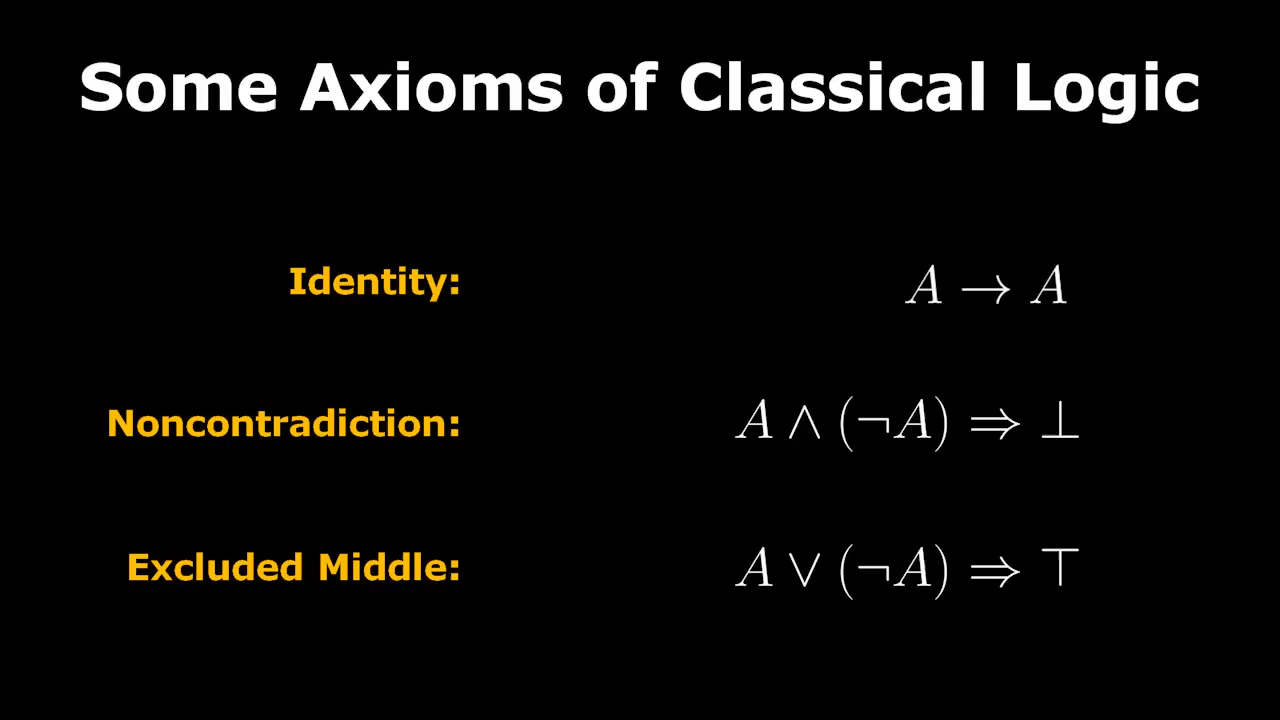 Some Axioms of Classical Logic
Identity: A → A
Noncontradiction: A ∧ (¬A) ⇒ ⊥
Excluded Middle: A ∨ (¬A) ⇒ ⊤